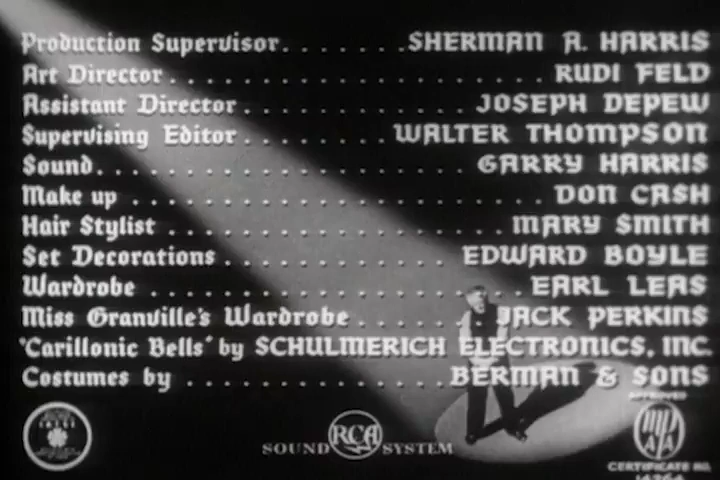 Production Supervisor. . . . . . . SHERMAN A. HARRIS
Art Director . . . . . . . . . . . . . . . . . . . . . . RUDI FELD
Assistant Director . . . . . . . . . . . . . JOSEPH DEPEW
Supervising Editor . . . . . . . . WALTER THOMPSON
Sound. . . . . . . . . . . . . . . . . . . . . . GARRY HARRIS
Make up . . . . . . . . . . . . . . . . . . . . . . . DON CASH
Hair Stylist . . . . . . . . . . . . . . . . . . . MARY SMITH
Set Decorations . . . . . . . . . . . . . EDWARD BOYLE
Wardrobe . . . . . . . . . . . . . . . . . . . . EARL LEAS
Miss Granville's Wardrobe . . . . . . JACK PERKINS
'Carillonic Bells' by SCHULMERICH ELECTRONICS, INC.
Costumes by . . . . . . . . . . . . . . BERMAN & SONS
APPROVED
SOUND RCA SYSTEM
MPAA
CERTIFICATE NO.